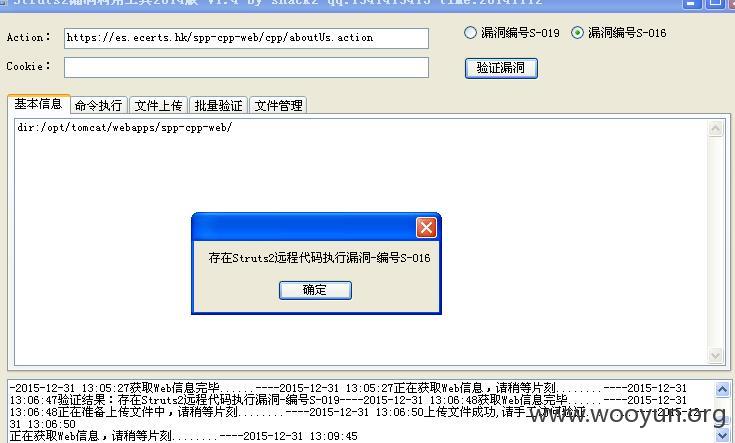 Struts2漏洞利用工具2014版 V1.4 by shack2 qq:1341413415 time:20141112
Action：
https://es.ecerts.hk/spp-cpp-web/cpp/aboutUs.action
漏洞编号S-019
漏洞编号S-016
Cookie：
验证漏洞
基本信息 命令执行 文件上传 批量验证 文件管理
dir:/opt/tomcat/webapps/spp-cpp-web/
存在Struts2远程代码执行漏洞-编号S-016
确定
-2015-12-31 13:05:27获取Web信息完毕......----2015-12-31 13:05:27正在获取Web信息，请稍等片刻........----2015-12-31
13:06:47验证结果：存在Struts2远程代码执行漏洞-编号S-019----2015-12-31 13:06:48获取Web信息完毕......----2015-12-31
13:06:48正在准备上传文件中，请稍等片刻........----2015-12-31 13:06:50上传文件成功,请手工访问验证
31 13:06:50
正在获取Web信息，请稍等片刻........----2015-12-31 13:09:45
www.wooyun.org